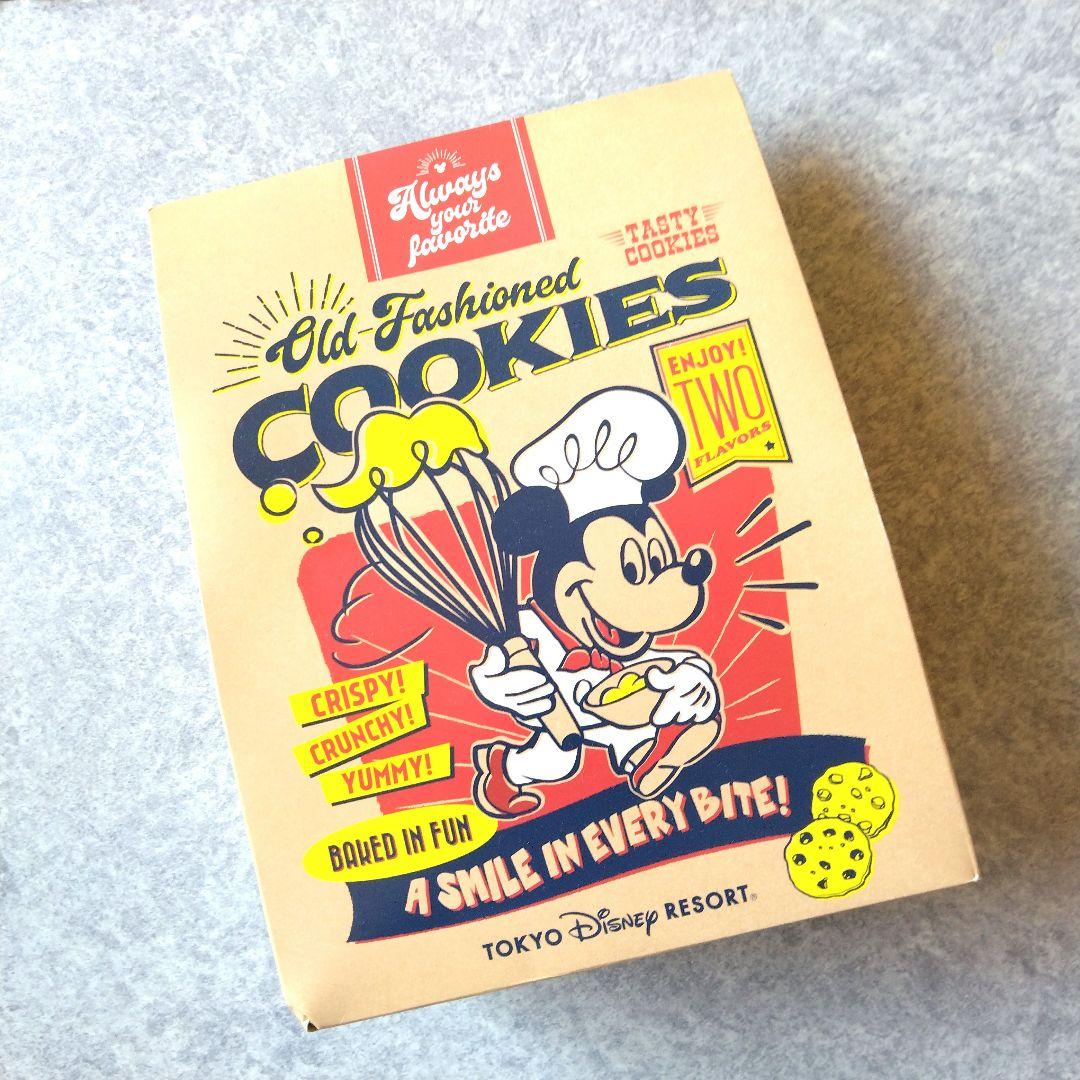 Always
your
favorite
TASTY
COOKIES
Old-Fashioned
COOKIES
ENJOY!
TWO
FLAVORS
CRISPY!
CRUNCHY!
YUMMY!
BAKED IN FUN
A SMILE IN EVERY BITE!
TOKYO Disney RESORT®